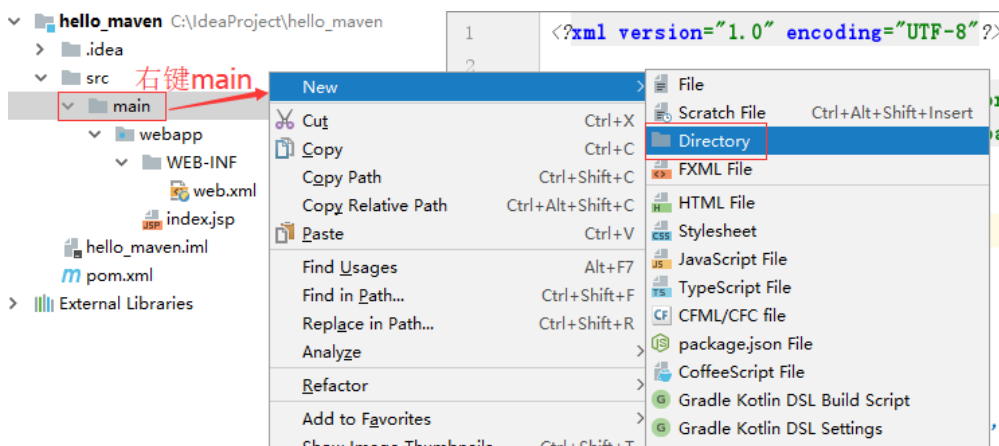 hello_maven C:\IdeaProject\hello_maven
.idea
src
右键main
main
webapp
WEB-INF
web.xml
index.jsp
hello_maven.iml
pom.xml
External Libraries
1 <?xml version="1.0" encoding="UTF-8"?>
2
New
Cut Ctrl+X
Copy Ctrl+C
Copy Path Ctrl+Shift+C
Copy Relative Path Ctrl+Alt+Shift+C
Paste Ctrl+V
Find Usages Alt+F7
Find in Path... Ctrl+Shift+F
Replace in Path... Ctrl+Shift+R
Analyze
Refactor
Add to Favorites
Show Image Thumbnails Ctrl+Shift+T
File
Scratch File Ctrl+Alt+Shift+Insert
Directory
FXML File
HTML File
Stylesheet
JavaScript File
TypeScript File
CFML/CFC file
package.json File
CoffeeScript File
Gradle Kotlin DSL Build Script
Gradle Kotlin DSL Settings